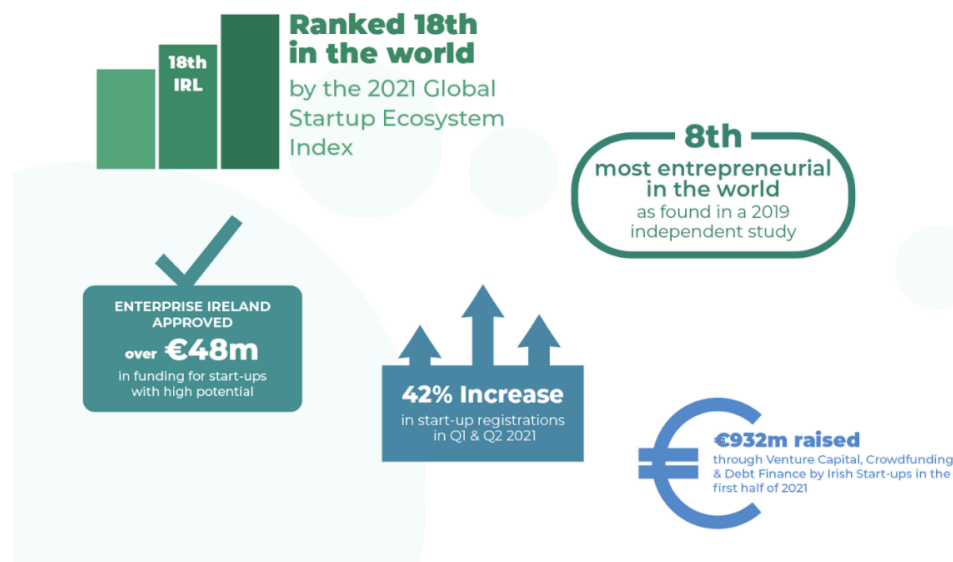 18th
IRL
Ranked 18th
in the world
by the 2021 Global
Startup Ecosystem
Index
8th
most entrepreneurial
in the world
as found in a 2019
independent study
ENTERPRISE IRELAND
APPROVED
over €48m
in funding for start-ups
with high potential
42% Increase
in start-up registrations
in Q1 & Q2 2021
€932m raised
through Venture Capital, Crowdfunding
& Debt Finance by Irish Start-ups in the
first half of 2021